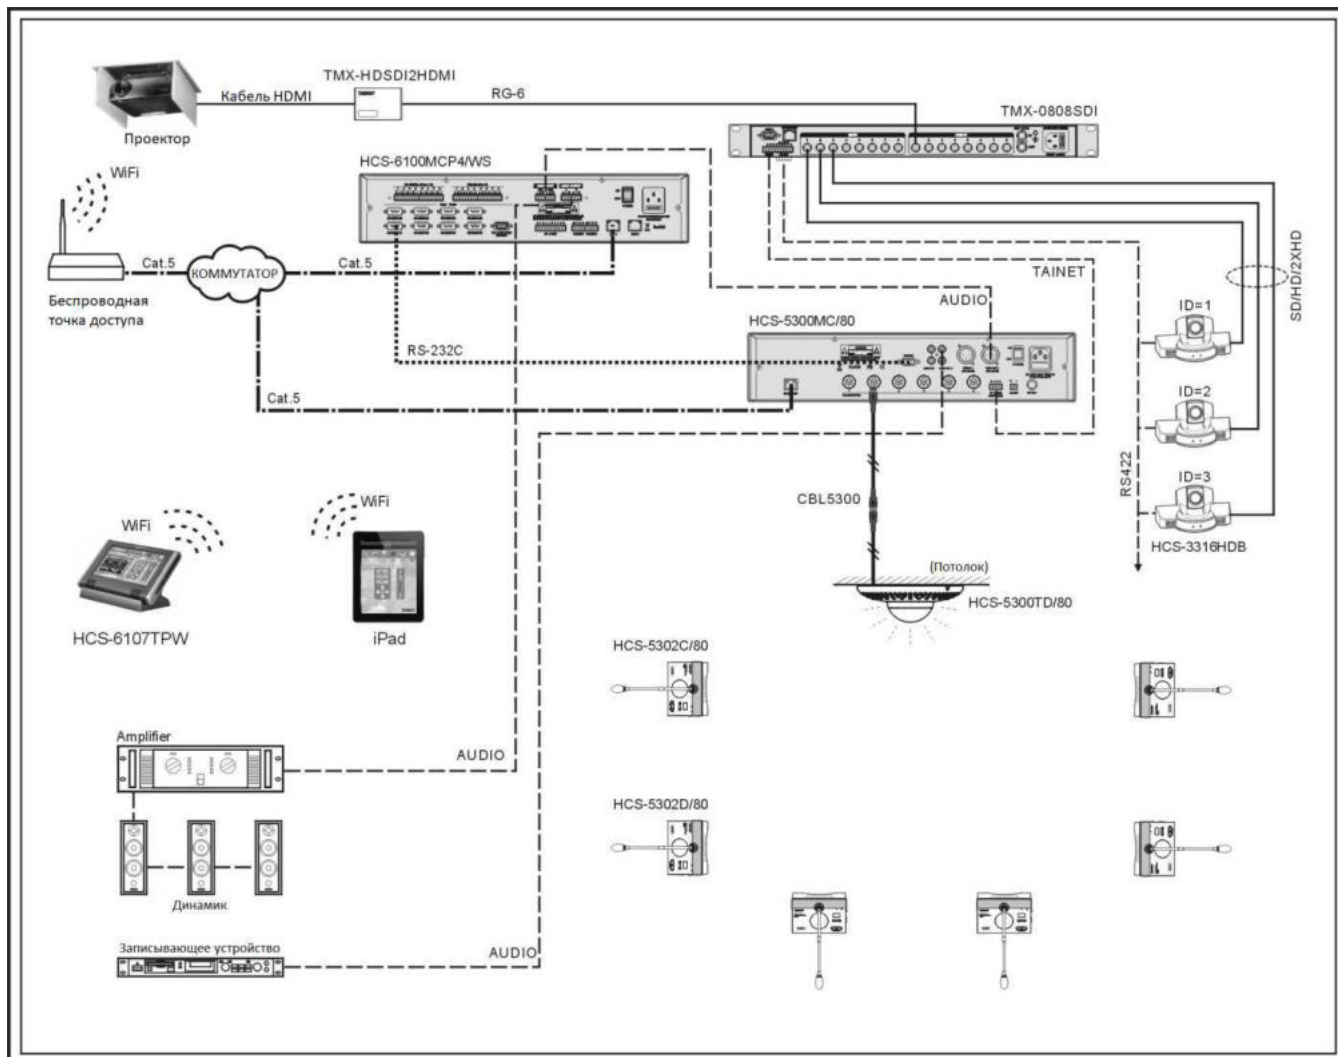 TMX-HDSDI2HDMI
Кабель HDMI
RG-6
TMX-0808SDI
Проектор
HCS-6100MCP4/WS
WiFi
Cat.5
КОММУТАТОР
Cat.5
TAINET
AUDIO
SD/HD/2XHD
Беспроводная
точка доступа
HCS-5300MC/80
ID=1
RS-232C
Cat.5
ID=2
RS422
CBL5300
ID=3
WiFi
WiFi
HCS-3316HDB
(Потолок)
HCS-5300TD/80
HCS-6107TPW
iPad
HCS-5302C/80
Amplifier
AUDIO
HCS-5302D/80
Динамик
Записывающее устройство
AUDIO